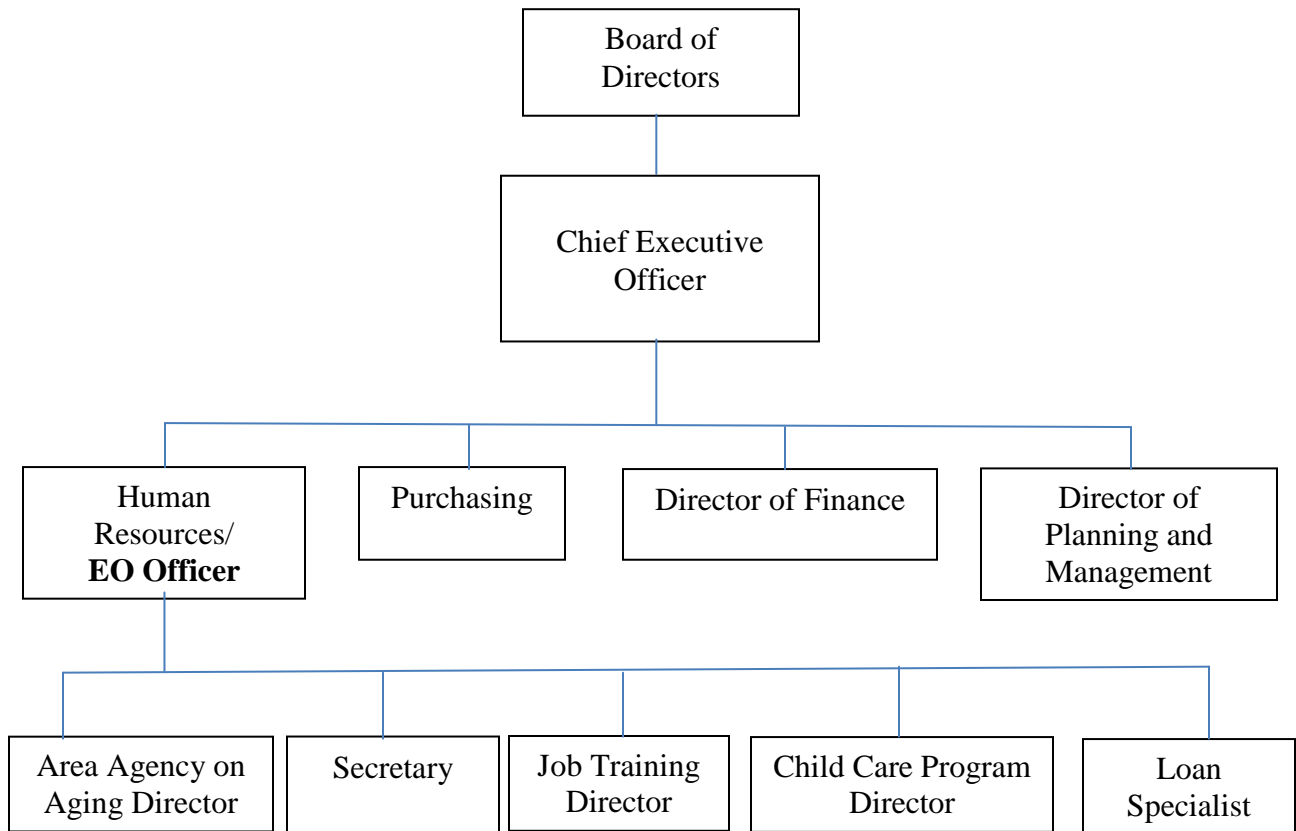 Board of
Directors
Chief Executive
Officer
Human
Resources/
EO Officer
Purchasing
Director of Finance
Director of
Planning and
Management
Area Agency on
Aging Director
Secretary
Job Training
Director
Child Care Program
Director
Loan
Specialist